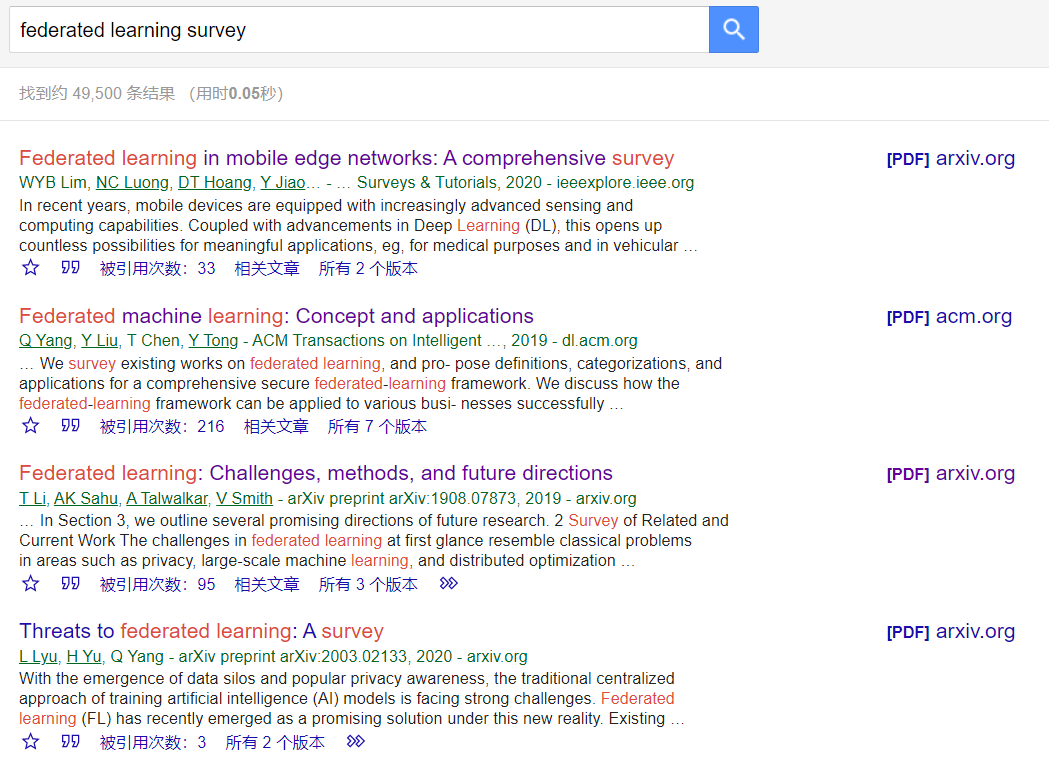 federated learning survey
找到约 49,500 条结果 （用时0.05秒）
Federated learning in mobile edge networks: A comprehensive survey
[PDF] arxiv.org
WYB Lim, NC Luong, DT Hoang, Y Jiao… - … Surveys & Tutorials, 2020 - ieeexplore.ieee.org
In recent years, mobile devices are equipped with increasingly advanced sensing and
computing capabilities. Coupled with advancements in Deep Learning (DL), this opens up
countless possibilities for meaningful applications, eg, for medical purposes and in vehicular …
被引用次数：33 相关文章 所有 2 个版本
Federated machine learning: Concept and applications
[PDF] acm.org
Q Yang, Y Liu, T Chen, Y Tong - ACM Transactions on Intelligent …, 2019 - dl.acm.org
… We survey existing works on federated learning, and pro- pose definitions, categorizations, and
applications for a comprehensive secure federated-learning framework. We discuss how the
federated-learning framework can be applied to various busi- nesses successfully …
被引用次数：216 相关文章 所有 7 个版本
Federated learning: Challenges, methods, and future directions
[PDF] arxiv.org
T Li, AK Sahu, A Talwalkar, V Smith - arXiv preprint arXiv:1908.07873, 2019 - arxiv.org
… In Section 3, we outline several promising directions of future research. 2 Survey of Related and
Current Work The challenges in federated learning at first glance resemble classical problems
in areas such as privacy, large-scale machine learning, and distributed optimization …
被引用次数：95 相关文章 所有 3 个版本
Threats to federated learning: A survey
[PDF] arxiv.org
L Lyu, H Yu, Q Yang - arXiv preprint arXiv:2003.02133, 2020 - arxiv.org
With the emergence of data silos and popular privacy awareness, the traditional centralized
approach of training artificial intelligence (AI) models is facing strong challenges. Federated
learning (FL) has recently emerged as a promising solution under this new reality. Existing …
被引用次数：3 所有 2 个版本